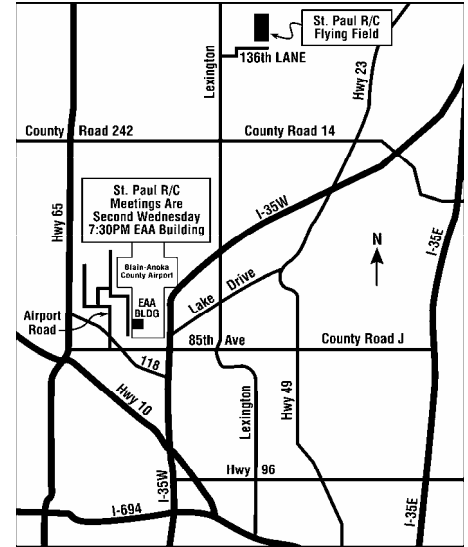 St. Paul R/C
Flying Field
136th LANE
Lexington
Hwy 23
County Road 242
County Road 14
St. Paul R/C
Meetings Are
Second Wednesday
7:30PM EAA Building
Hwy 65
I-35W
I-35E
N
Blain-Anoka
County Airport
EAA
BLDG
Lake Drive
Airport
Road
85th Ave
County Road J
118
Hwy 10
Lexington
Hwy 49
Hwy 96
I-35W
I-35E
I-694